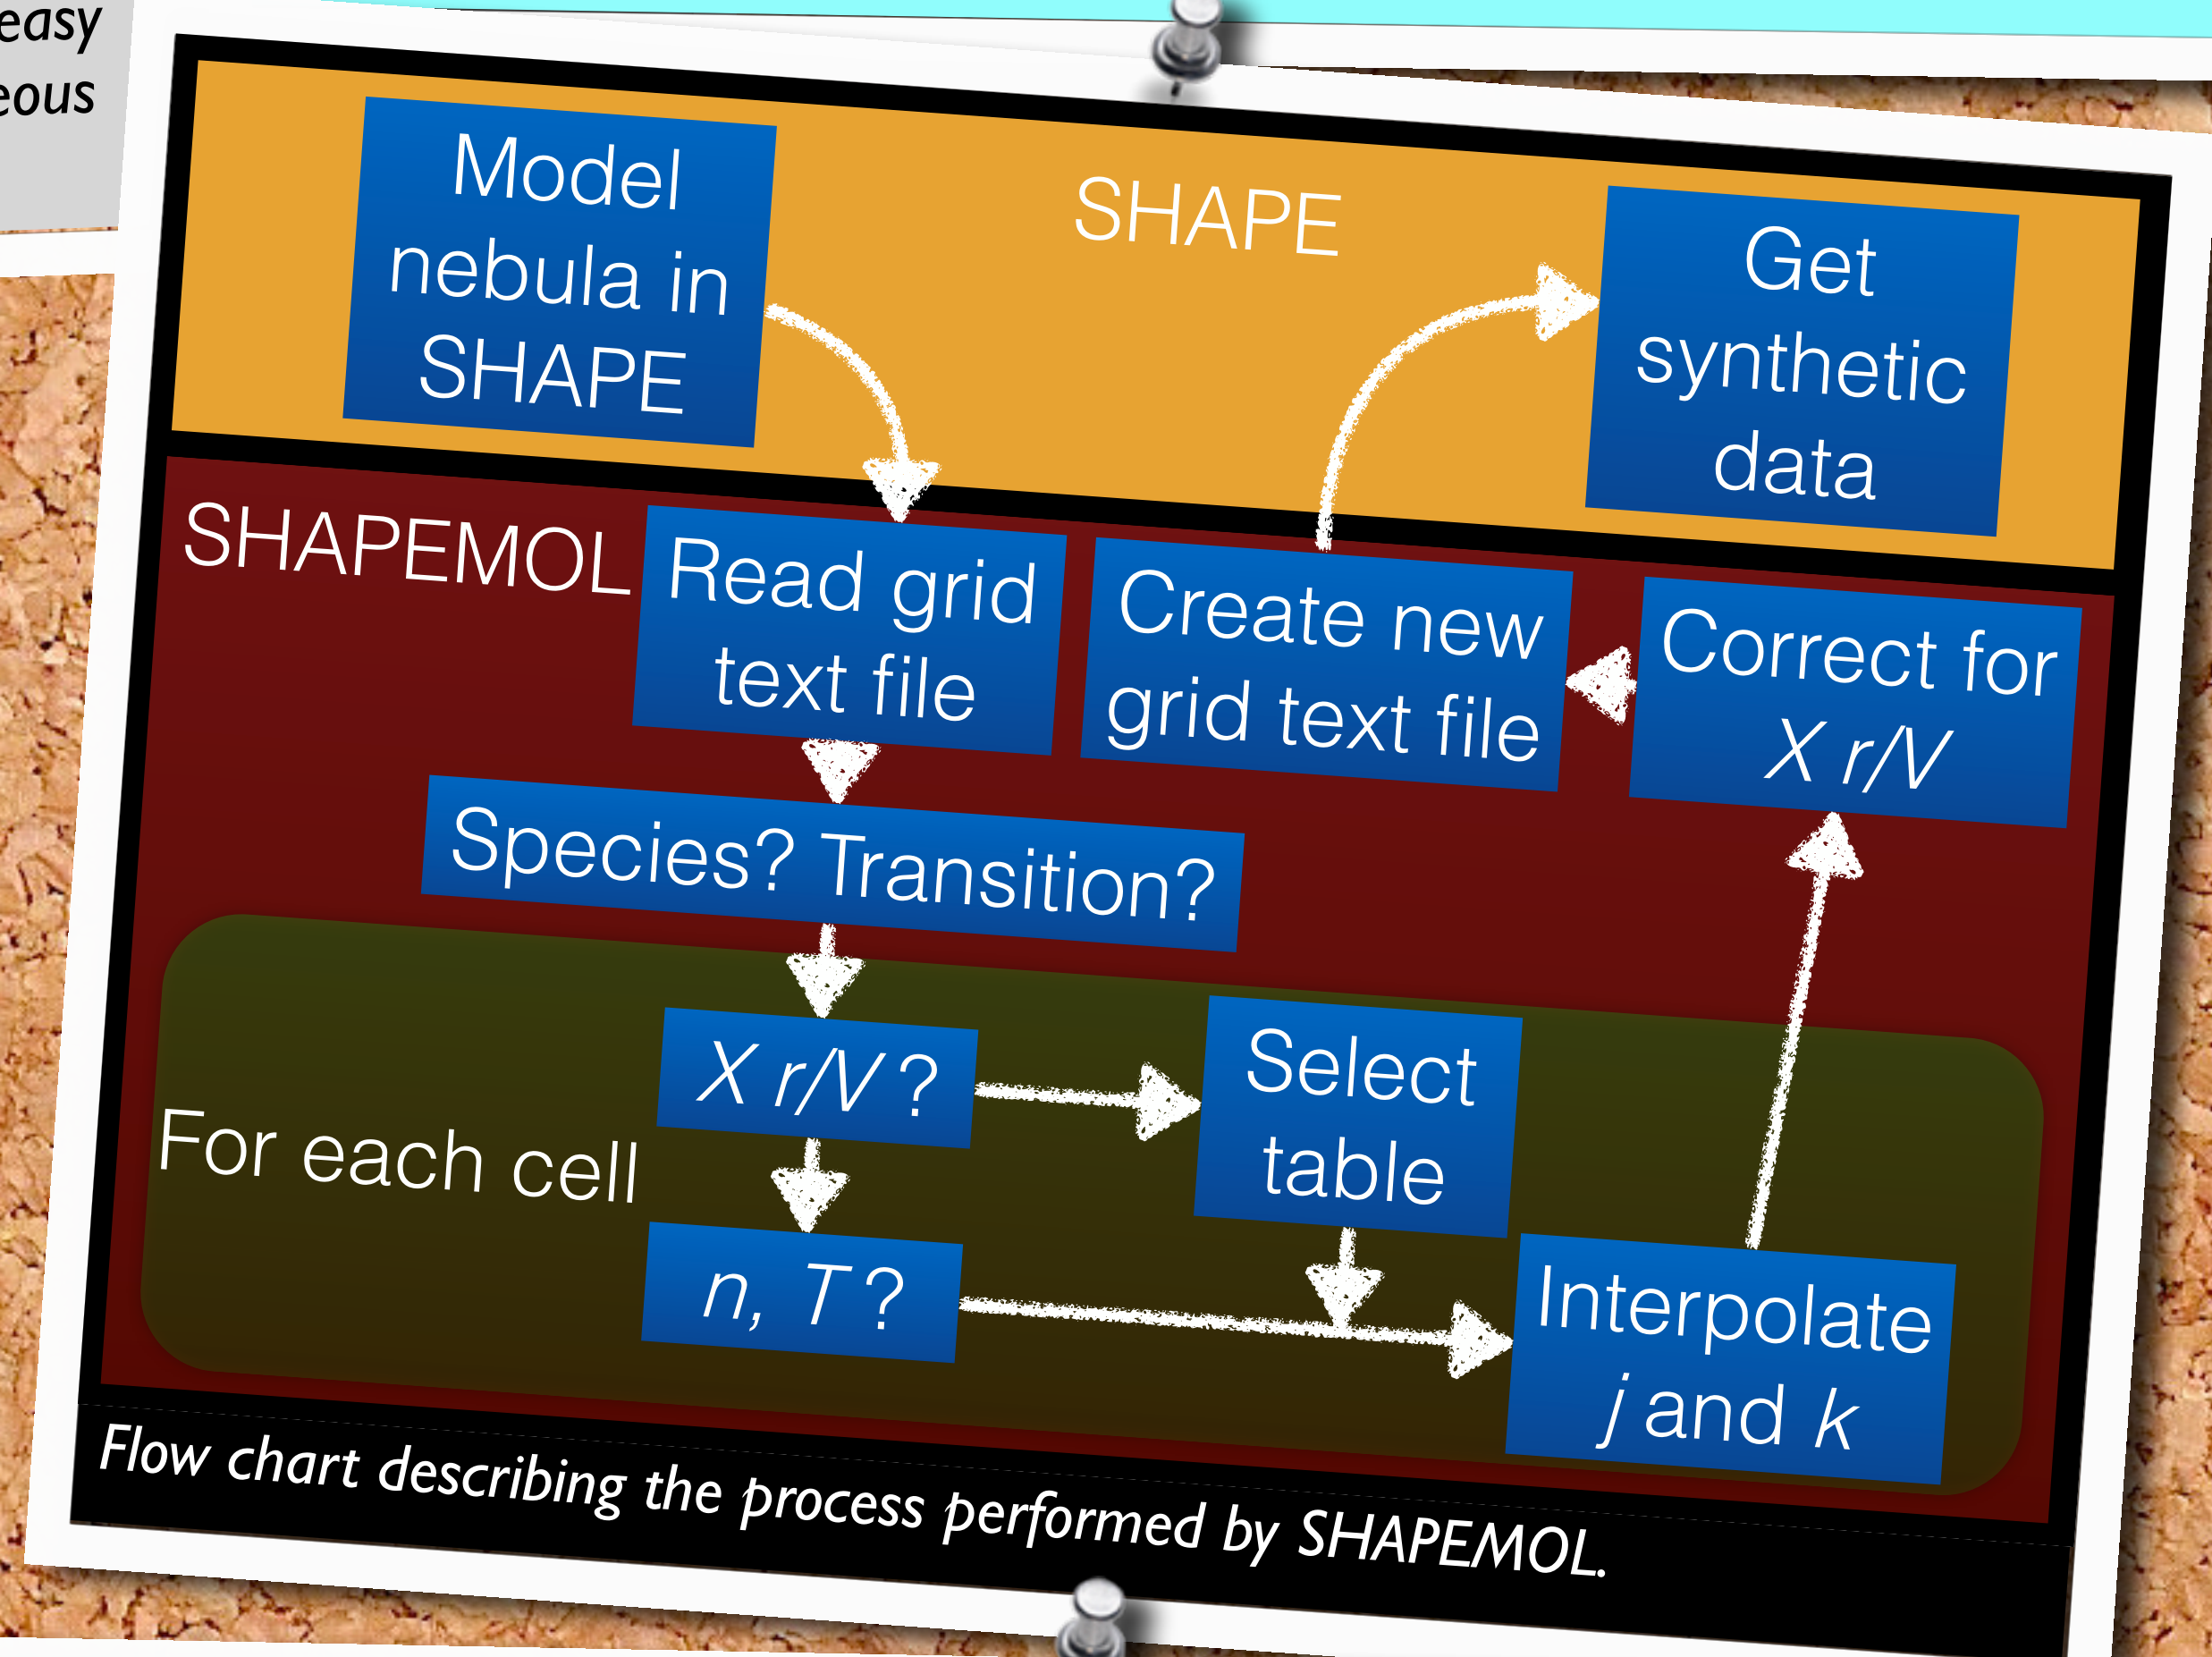 easy
eous
Model
nebula in
SHAPE
SHAPE
Get
synthetic
data
SHAPEMOL
Read grid
text file
Create new
grid text file
Correct for
X r/V
Species? Transition?
For each cell
X r/V ?
Select
table
n, T ?
Interpolate
j and k
Flow chart describing the process performed by SHAPEMOL.